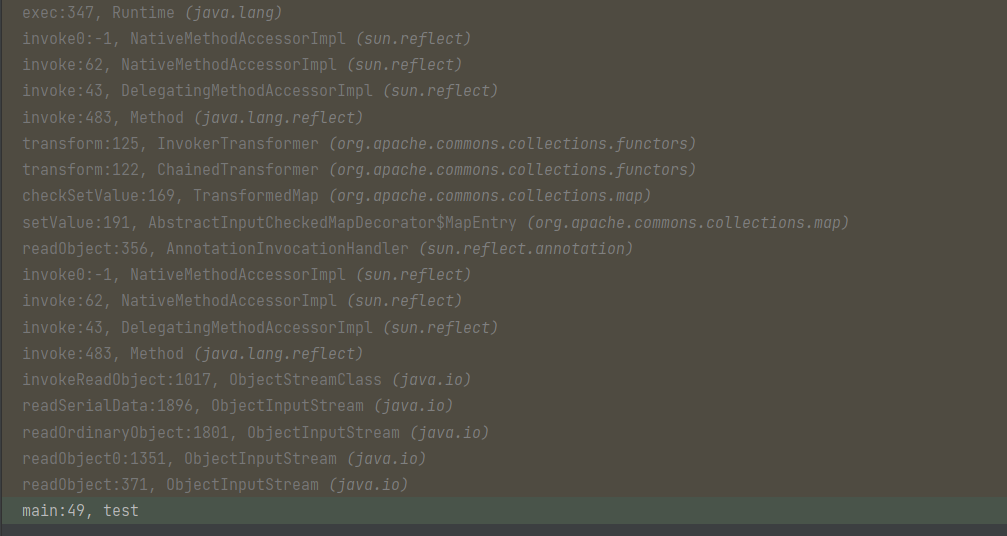 exec:347, Runtime (java.lang)
invoke0:-1, NativeMethodAccessorImpl (sun.reflect)
invoke:62, NativeMethodAccessorImpl (sun.reflect)
invoke:43, DelegatingMethodAccessorImpl (sun.reflect)
invoke:483, Method (java.lang.reflect)
transform:125, InvokerTransformer (org.apache.commons.collections.functors)
transform:122, ChainedTransformer (org.apache.commons.collections.functors)
checkSetValue:169, TransformedMap (org.apache.commons.collections.map)
setValue:191, AbstractInputCheckedMapDecorator$MapEntry (org.apache.commons.collections.map)
readObject:356, AnnotationInvocationHandler (sun.reflect.annotation)
invoke0:-1, NativeMethodAccessorImpl (sun.reflect)
invoke:62, NativeMethodAccessorImpl (sun.reflect)
invoke:43, DelegatingMethodAccessorImpl (sun.reflect)
invoke:483, Method (java.lang.reflect)
invokeReadObject:1017, ObjectStreamClass (java.io)
readSerialData:1896, ObjectInputStream (java.io)
readOrdinaryObject:1801, ObjectInputStream (java.io)
readObject0:1351, ObjectInputStream (java.io)
readObject:371, ObjectInputStream (java.io)
main:49, test